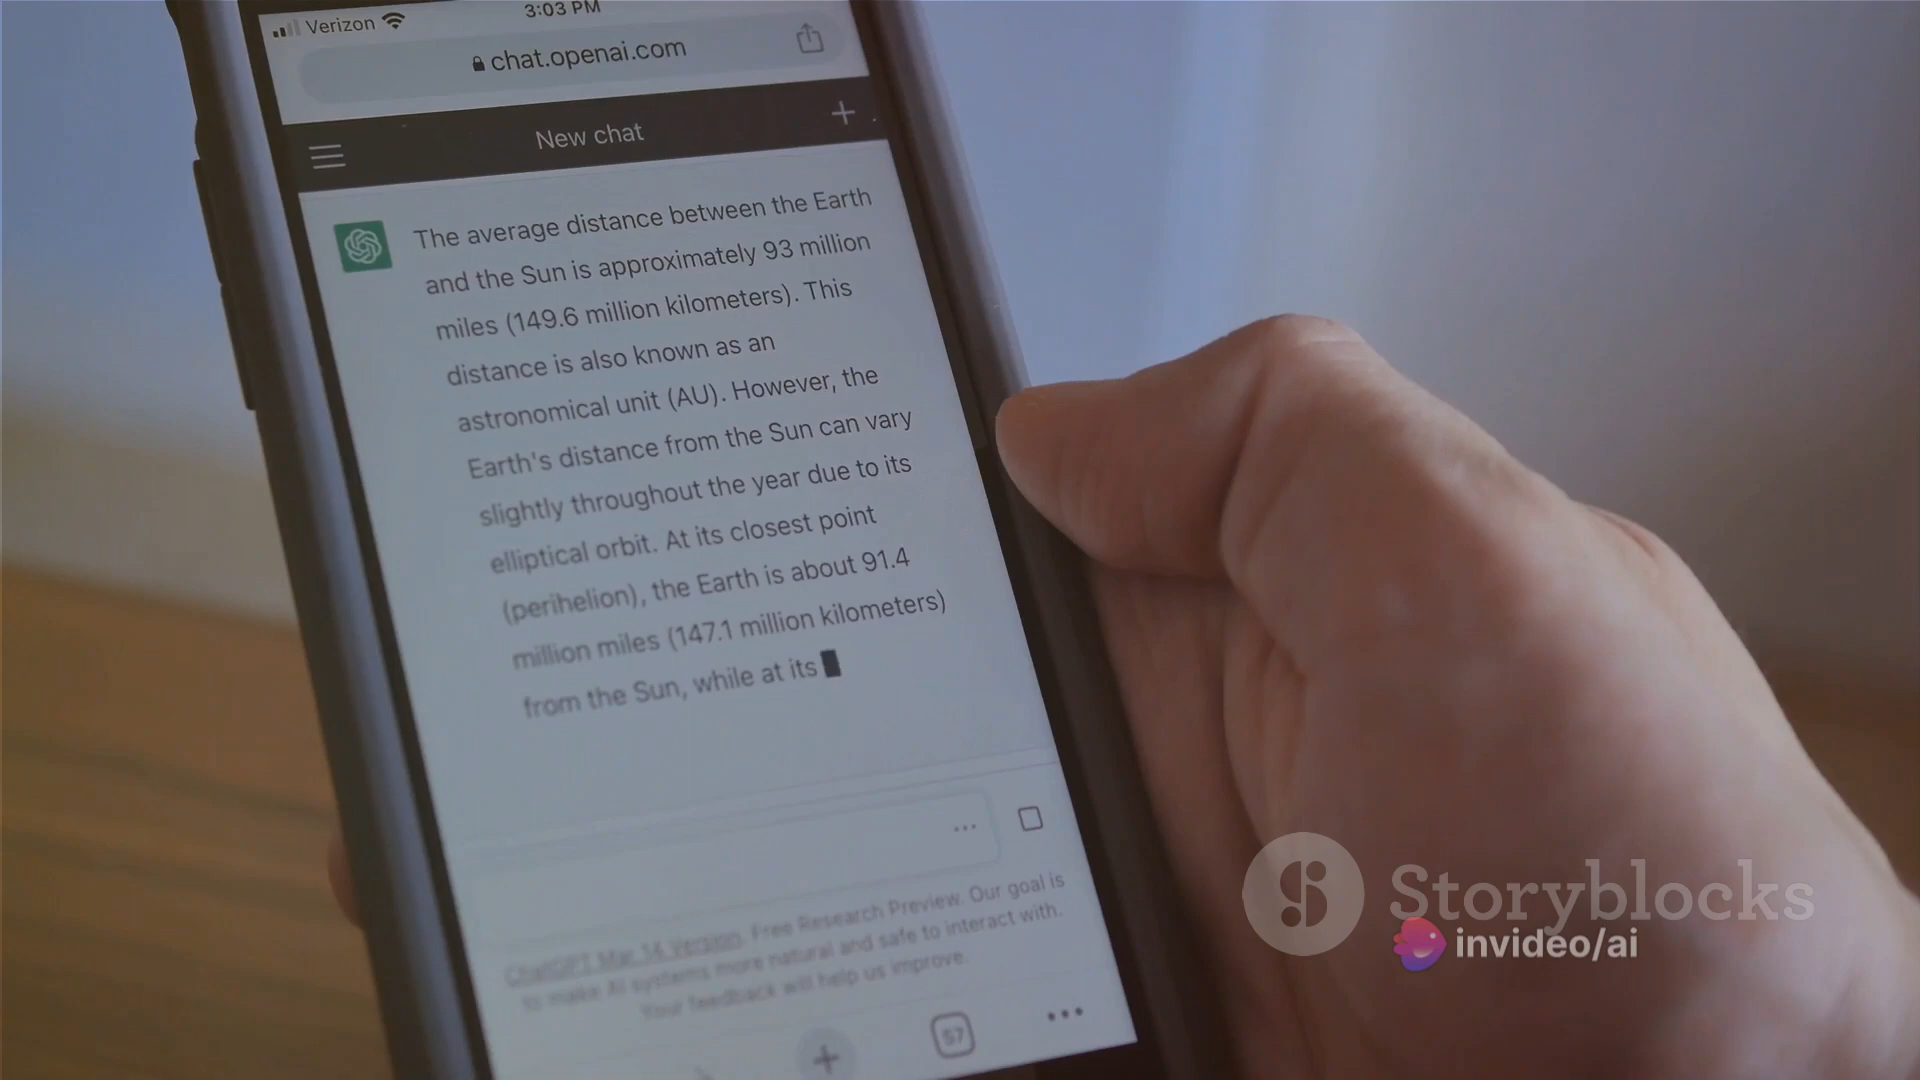 Verizon
3:03 PM
chat.openai.com
New chat
The average distance between the Earth
and the Sun is approximately 93 million
miles (149.6 million kilometers). This
distance is also known as an
astronomical unit (AU). However, the
Earth's distance from the Sun can vary
slightly throughout the year due to its
elliptical orbit. At its closest point
(perihelion), the Earth is about 91.4
million miles (147.1 million kilometers)
from the Sun, while at its
ChatGPT Mar 14 Version. Free Research Preview. Our goal is
to make AI systems more natural and safe to interact with.
Your feedback will help us improve.
57
Storyblocks
invideo/ai